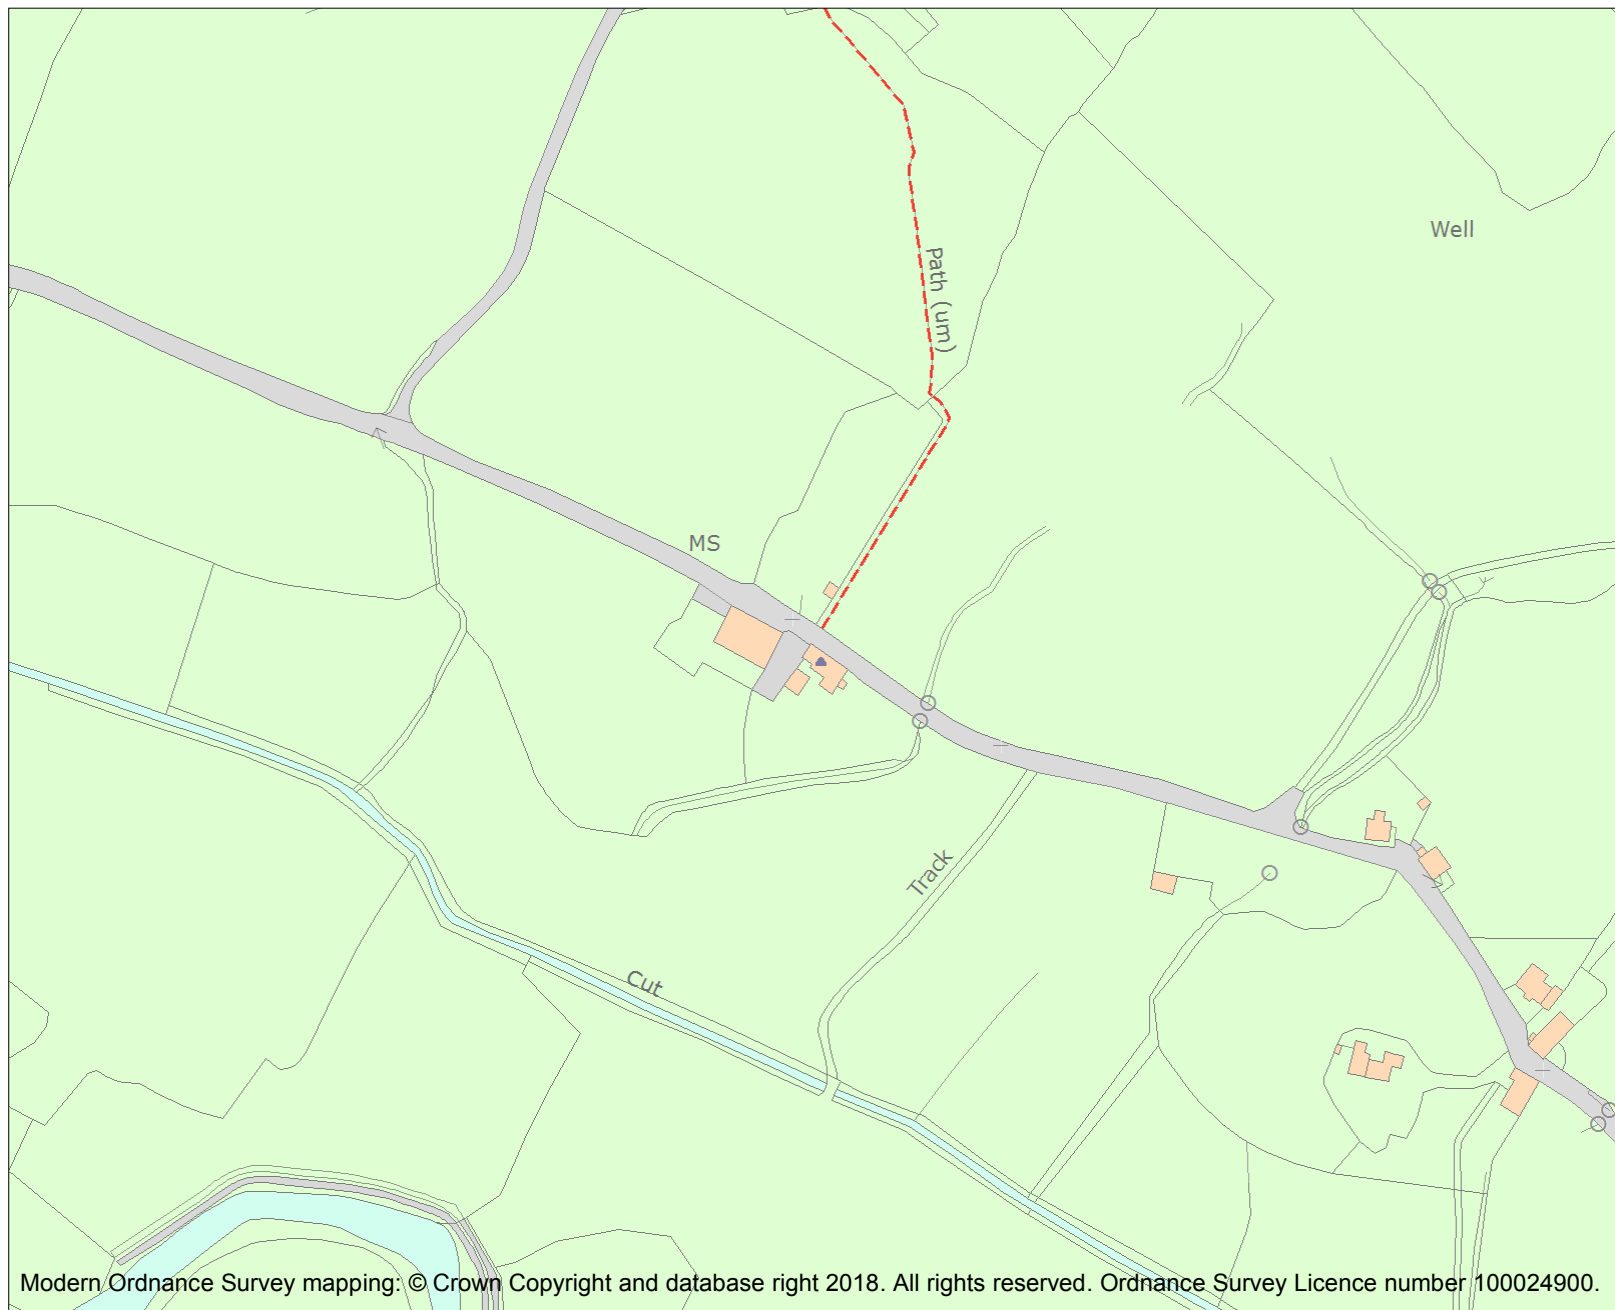 Well
Path (um)
MS
Track
Cut
Modern Ordnance Survey mapping: © Crown Copyright and database right 2018. All rights reserved. Ordnance Survey Licence number 100024900.